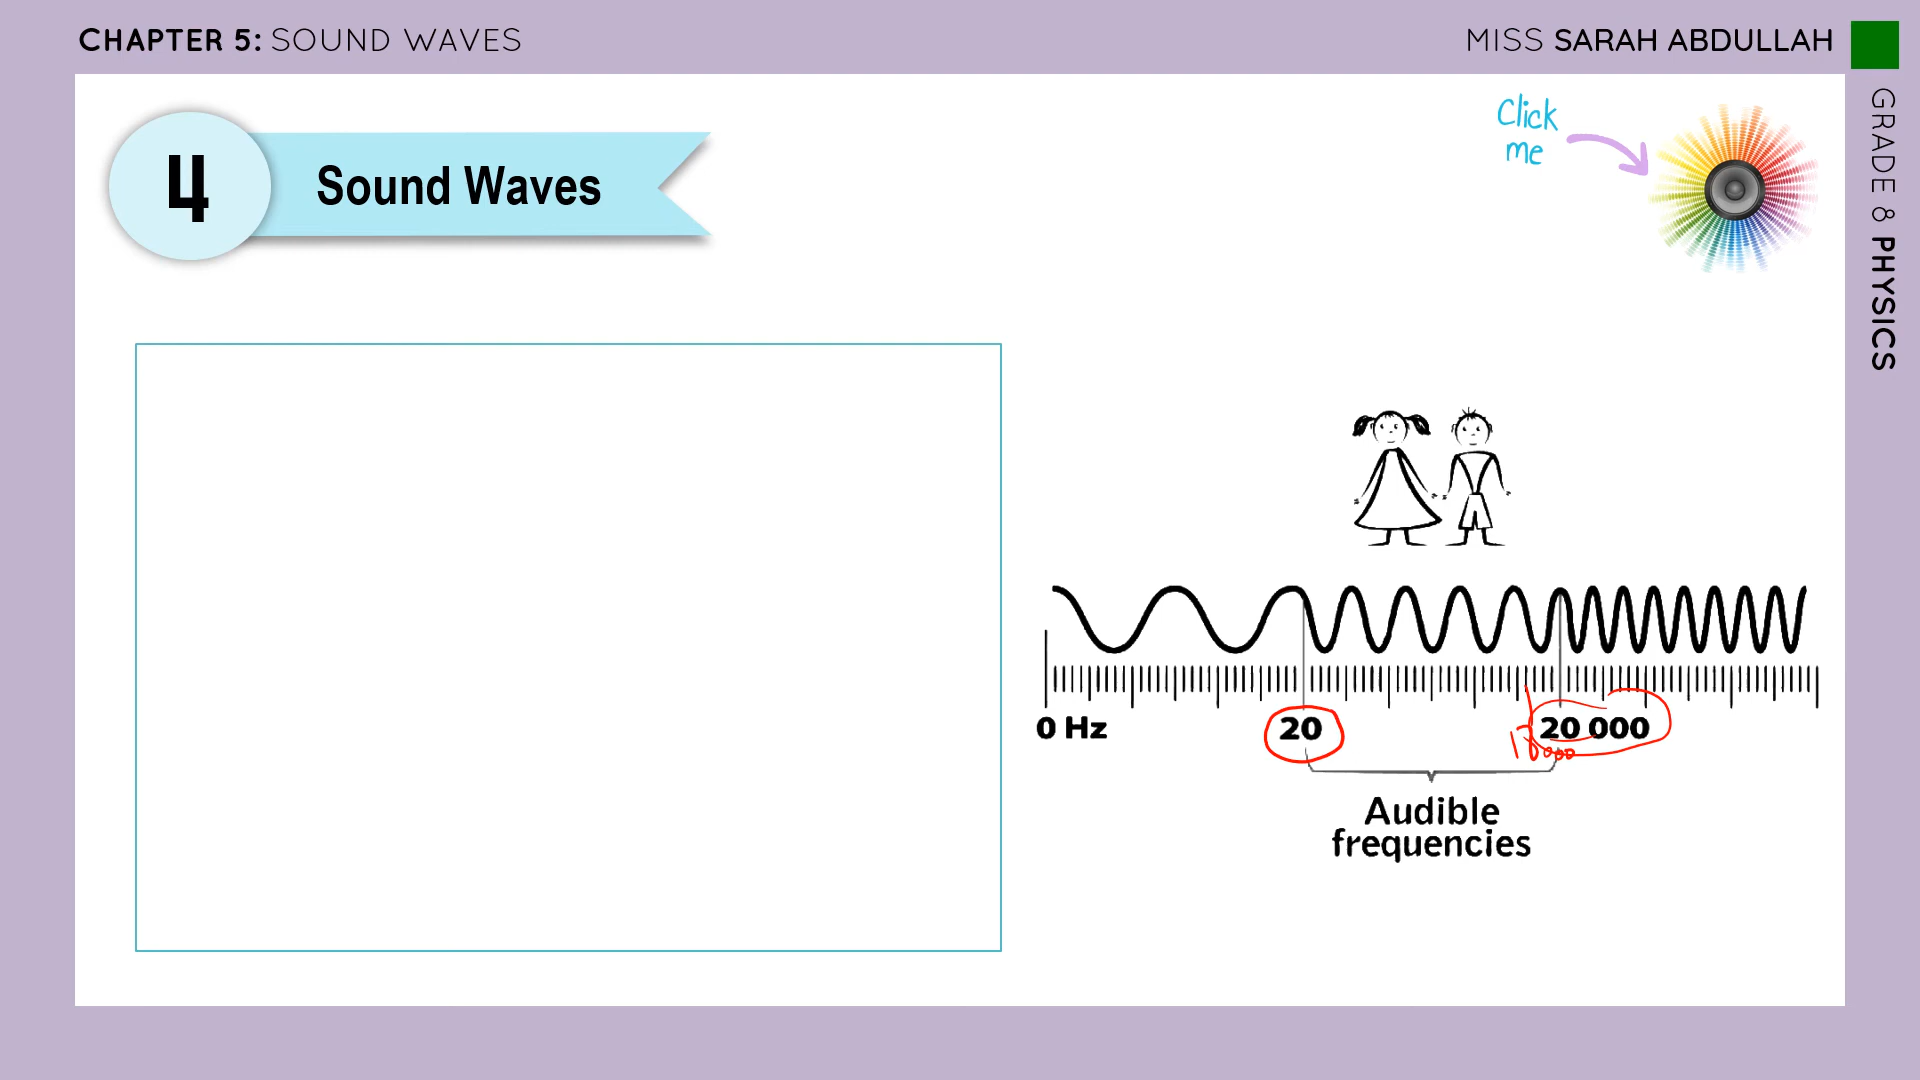 CHAPTER 5: SOUND WAVES
MISS SARAH ABDULLAH
GRADE 8 PHYSICS
Click
me
4
Sound Waves
0 Hz
20
20 000
18000
Audible
frequencies